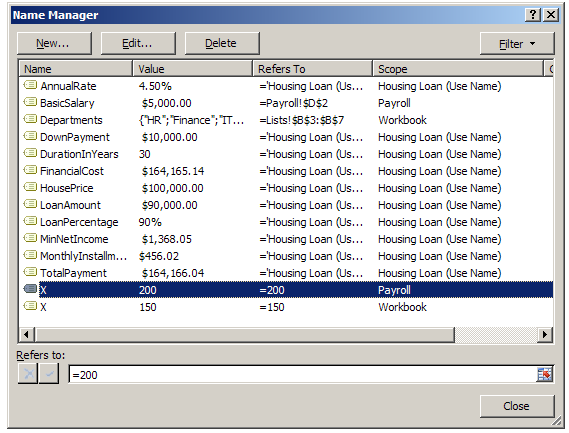 Name Manager
New... Edit... Delete Filter
Name Value Refers To Scope C
AnnualRate 4.50% ='Housing Loan (Us... Housing Loan (Use Name)
BasicSalary $5,000.00 =Payroll!$D$2 Payroll
Departments {"HR";"Finance";"IT... =Lists!$B$3:$B$7 Workbook
DownPayment $10,000.00 ='Housing Loan (Us... Housing Loan (Use Name)
DurationInYears 30 ='Housing Loan (Us... Housing Loan (Use Name)
FinancialCost $164,165.14 ='Housing Loan (Us... Housing Loan (Use Name)
HousePrice $100,000.00 ='Housing Loan (Us... Housing Loan (Use Name)
LoanAmount $90,000.00 ='Housing Loan (Us... Housing Loan (Use Name)
LoanPercentage 90% ='Housing Loan (Us... Housing Loan (Use Name)
MinNetIncome $1,368.05 ='Housing Loan (Us... Housing Loan (Use Name)
MonthlyInstallm... $456.02 ='Housing Loan (Us... Housing Loan (Use Name)
TotalPayment $164,166.04 ='Housing Loan (Us... Housing Loan (Use Name)
X 200 =200 Payroll
X 150 =150 Workbook
Refers to:
=200
Close